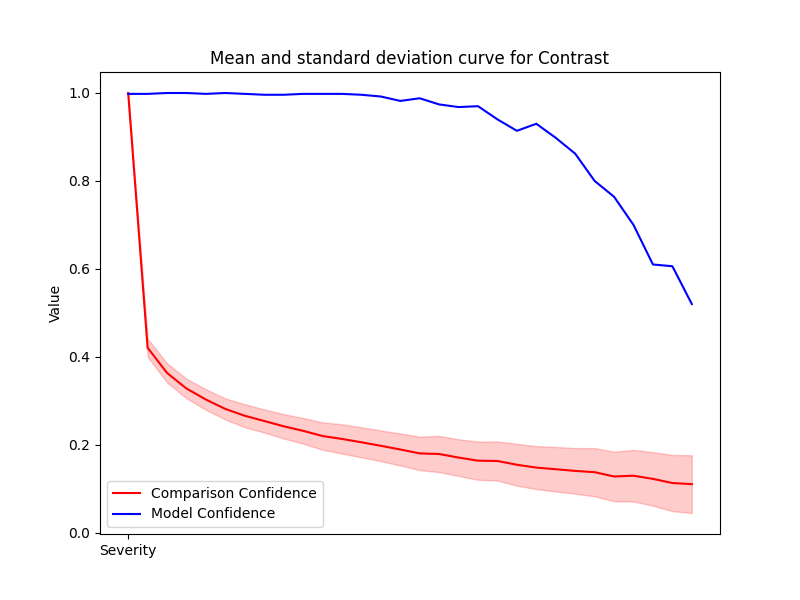 Mean and standard deviation curve for Contrast
Value
1.0
0.8
0.6
0.4
0.2
0.0
Comparison Confidence
Model Confidence
Severity